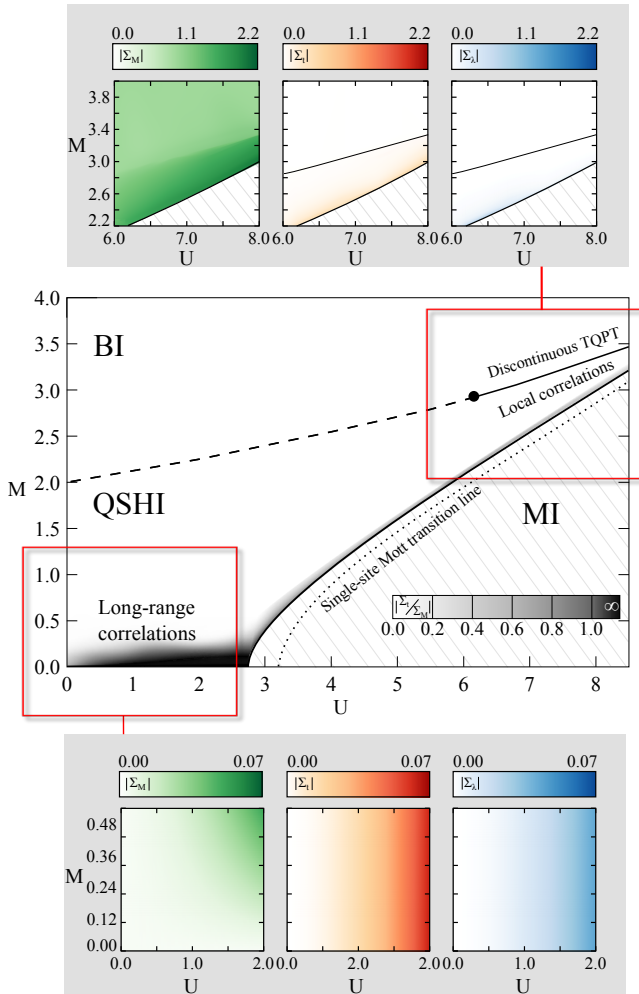 0.0 1.1 2.2 0.0 1.1 2.2 0.0 1.1 2.2
|Σ_M| |Σ_t| |Σ_λ|
3.8
3.4
M
3.0
2.6
2.2
6.0 7.0 8.0 6.0 7.0 8.0 6.0 7.0 8.0
U U U
4.0
BI
3.5
Discontinuous TQPT
3.0
Local correlations
2.5
M
2.0
QSHI
MI
1.5
Single-site Mott transition line
1.0
Long-range
correlations
|Σ_t/Σ_M| ∞
0.5
0.0 0.2 0.4 0.6 0.8 1.0
0.0
0 1 2 3 4 5 6 7 8
U
0.00 0.07 0.00 0.07 0.00 0.07
|Σ_M| |Σ_t| |Σ_λ|
0.48
0.36
M
0.24
0.12
0.00
0.0 1.0 2.0 0.0 1.0 2.0 0.0 1.0 2.0
U U U